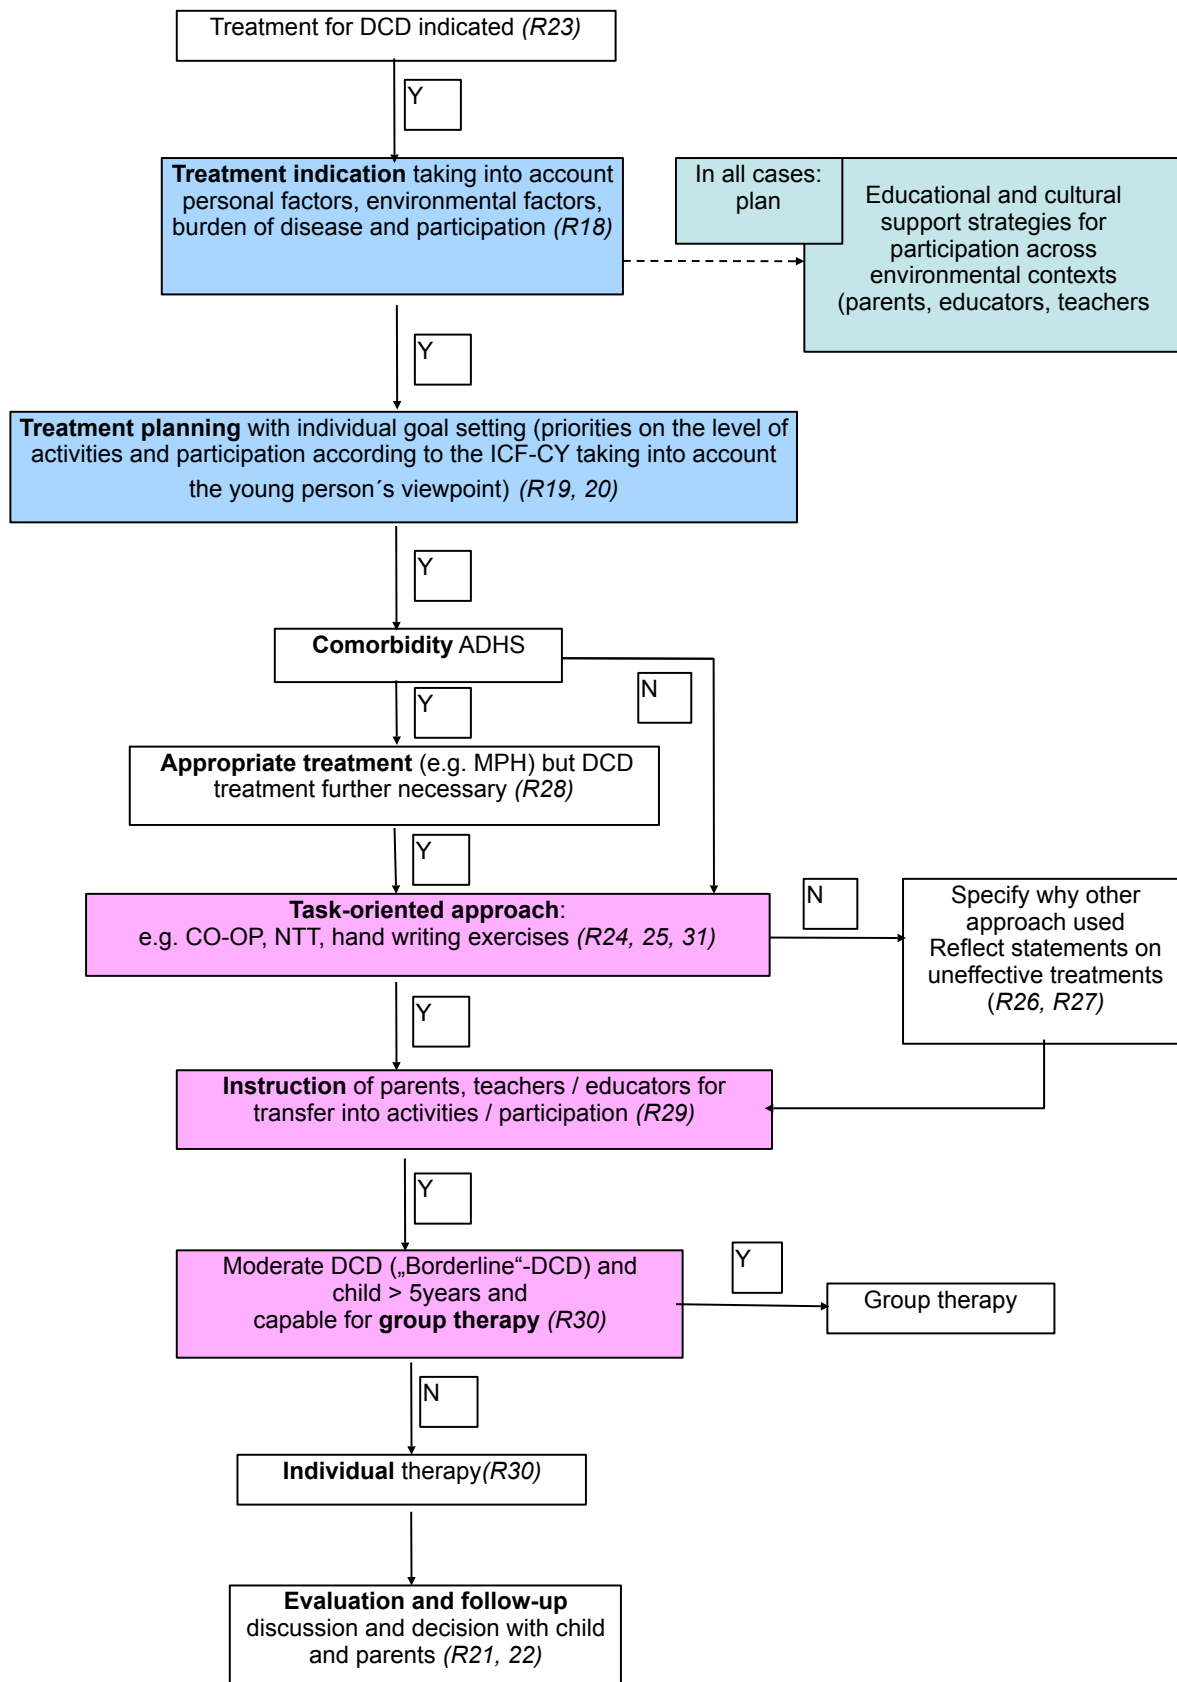 Treatment for DCD indicated (R23)
Y
Treatment indication taking into account
personal factors, environmental factors,
burden of disease and participation (R18)
In all cases:
plan
Educational and cultural
support strategies for
participation across
environmental contexts
(parents, educators, teachers
Y
Treatment planning with individual goal setting (priorities on the level of
activities and participation according to the ICF-CY taking into account
the young person´s viewpoint) (R19, 20)
Y
Comorbidity ADHS
Y
N
Appropriate treatment (e.g. MPH) but DCD
treatment further necessary (R28)
Y
Task-oriented approach:
e.g. CO-OP, NTT, hand writing exercises (R24, 25, 31)
N
Specify why other
approach used
Reflect statements on
uneffective treatments
(R26, R27)
Y
Instruction of parents, teachers / educators for
transfer into activities / participation (R29)
Y
Moderate DCD („Borderline“-DCD) and
child > 5years and
capable for group therapy (R30)
Y
Group therapy
N
Individual therapy(R30)
Evaluation and follow-up
discussion and decision with child
and parents (R21, 22)